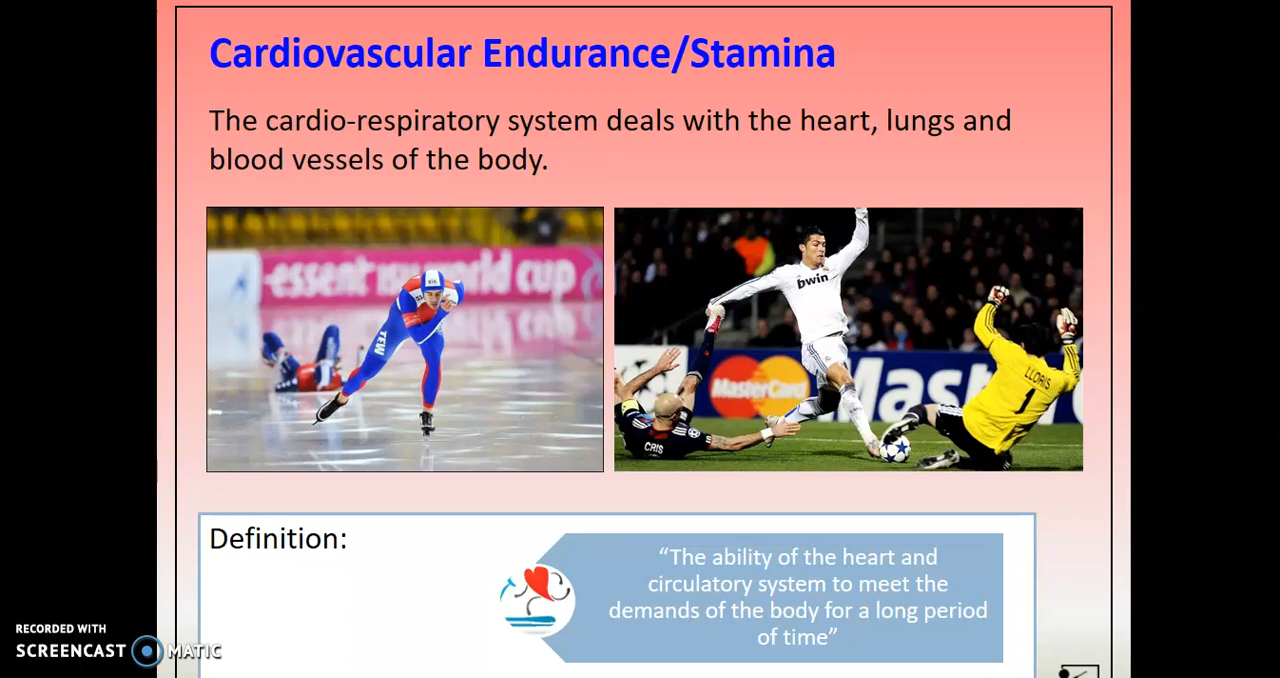 Cardiovascular Endurance/Stamina
The cardio-respiratory system deals with the heart, lungs and
blood vessels of the body.
essent isu world cup
TEW
bwin
MasterCard
Mas
LLORIS
1
CRIS
Definition:
“The ability of the heart and
circulatory system to meet the
demands of the body for a long period
of time”
RECORDED WITH
SCREENCAST MATIC